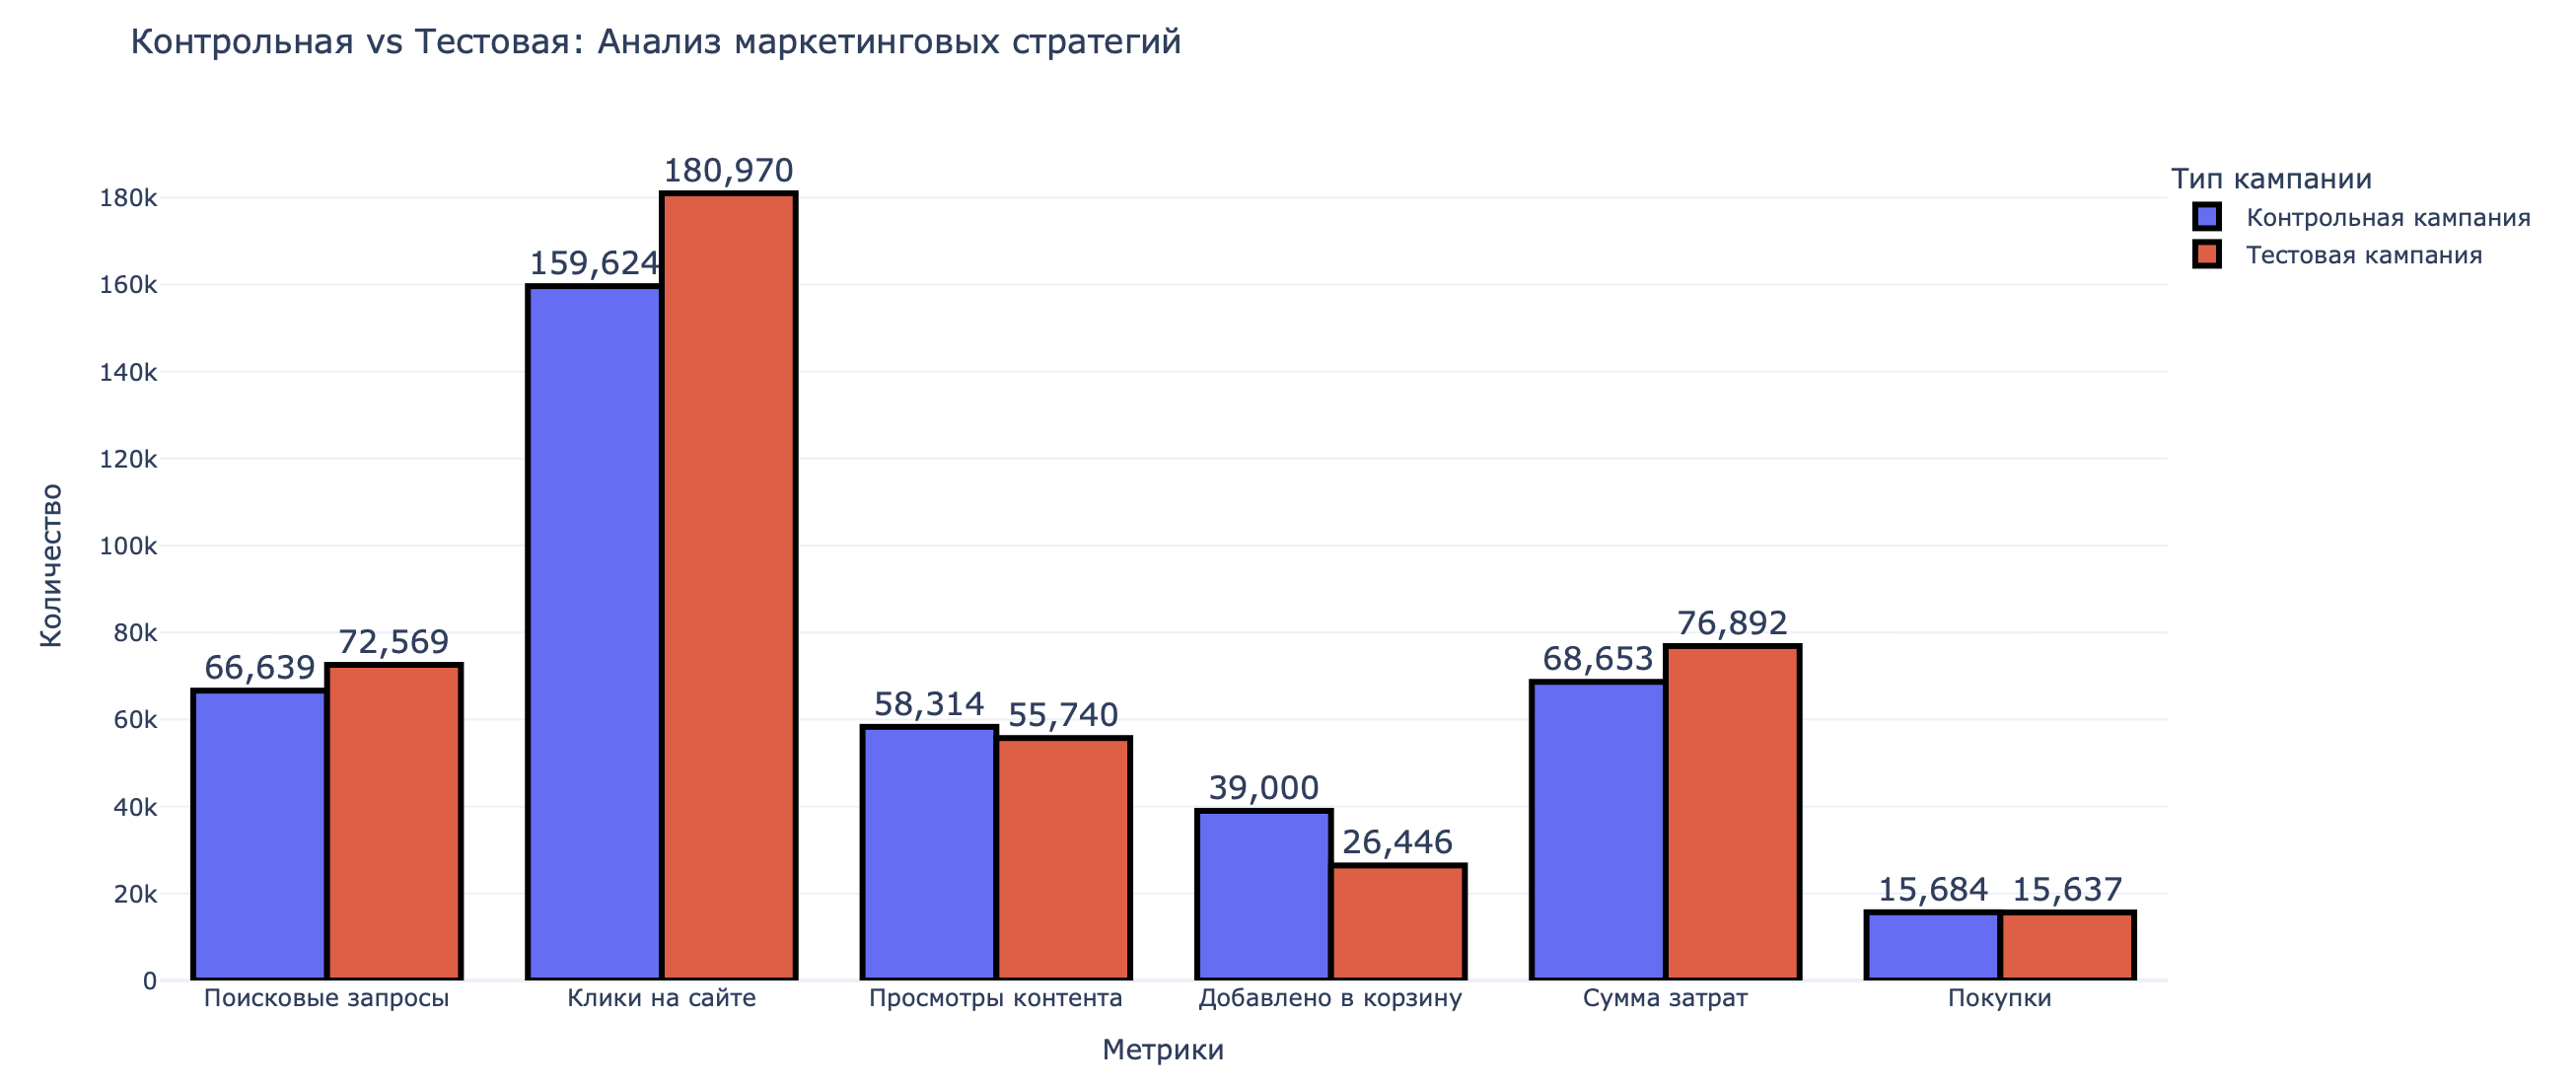 Контрольная vs Тестовая: Анализ маркетинговых стратегий
Тип кампании
Контрольная кампания
Тестовая кампания
Количество
180k
160k
140k
120k
100k
80k
60k
40k
20k
0
66,639
72,569
159,624
180,970
58,314
55,740
39,000
26,446
68,653
76,892
15,684
15,637
Поисковые запросы
Клики на сайте
Просмотры контента
Добавлено в корзину
Сумма затрат
Покупки
Метрики